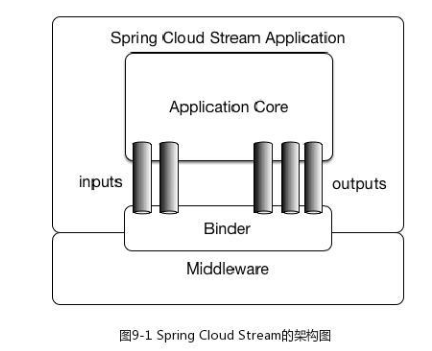 Spring Cloud Stream Application
Application Core
inputs
outputs
Binder
Middleware
图9-1 Spring Cloud Stream的架构图